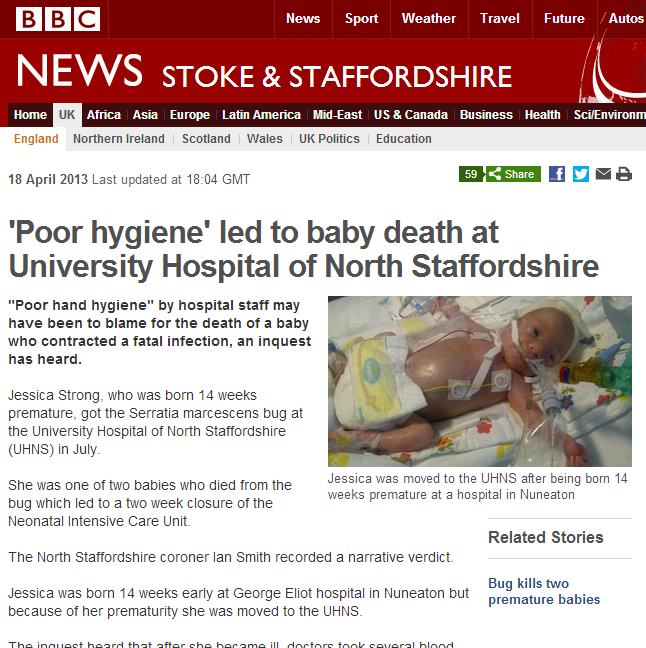 BBC News Sport Weather Travel Future Autos
NEWS STOKE & STAFFORDSHIRE
Home UK Africa Asia Europe Latin America Mid-East US & Canada Business Health Sci/Environm
England Northern Ireland Scotland Wales UK Politics Education
18 April 2013 Last updated at 18:04 GMT
59 Share
'Poor hygiene' led to baby death at
University Hospital of North Staffordshire
"Poor hand hygiene" by hospital staff may
have been to blame for the death of a baby
who contracted a fatal infection, an inquest
has heard.
Jessica Strong, who was born 14 weeks
premature, got the Serratia marcescens bug at
the University Hospital of North Staffordshire
(UHNS) in July.
Jessica was moved to the UHNS after being born 14
weeks premature at a hospital in Nuneaton
She was one of two babies who died from the
bug which led to a two week closure of the
Neonatal Intensive Care Unit.
The North Staffordshire coroner Ian Smith recorded a narrative verdict.
Jessica was born 14 weeks early at George Eliot hospital in Nuneaton but
because of her prematurity she was moved to the UHNS.
The inquest heard that after she became ill, doctors took several blood
Related Stories
Bug kills two
premature babies